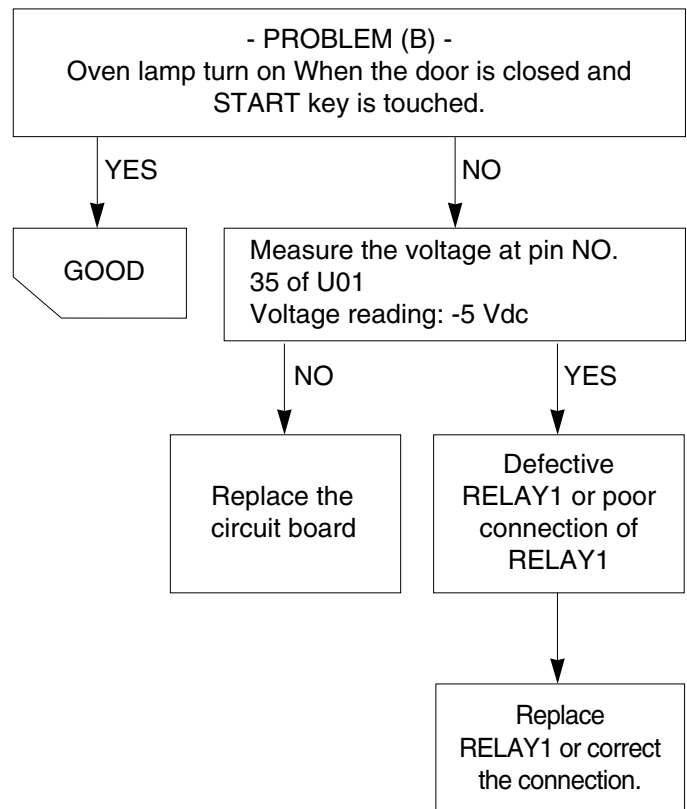 - PROBLEM (B) -
Oven lamp turn on When the door is closed and
START key is touched.
YES
NO
GOOD
Measure the voltage at pin NO.
35 of U01
Voltage reading: -5 Vdc
NO
YES
Replace the
circuit board
Defective
RELAY1 or poor
connection of
RELAY1
Replace
RELAY1 or correct
the connection.